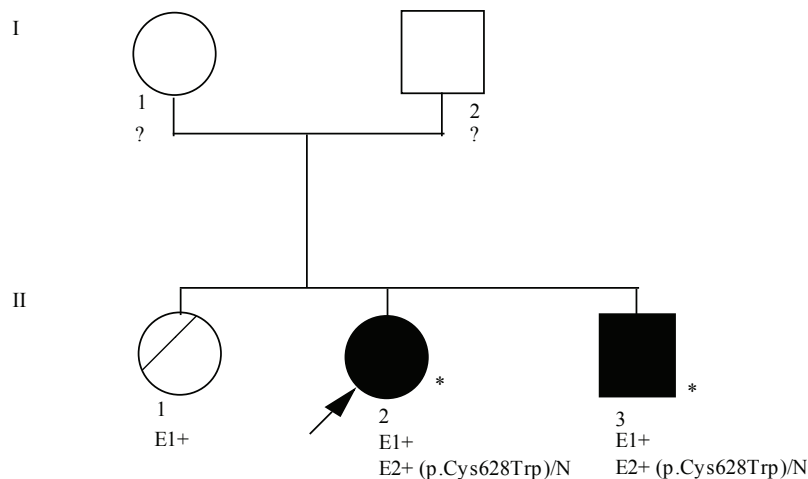 I
1
?
2
?
II
1
E1+
*
2
E1+
E2+ (p.Cys628Trp)/N
*
3
E1+
E2+ (p.Cys628Trp)/N